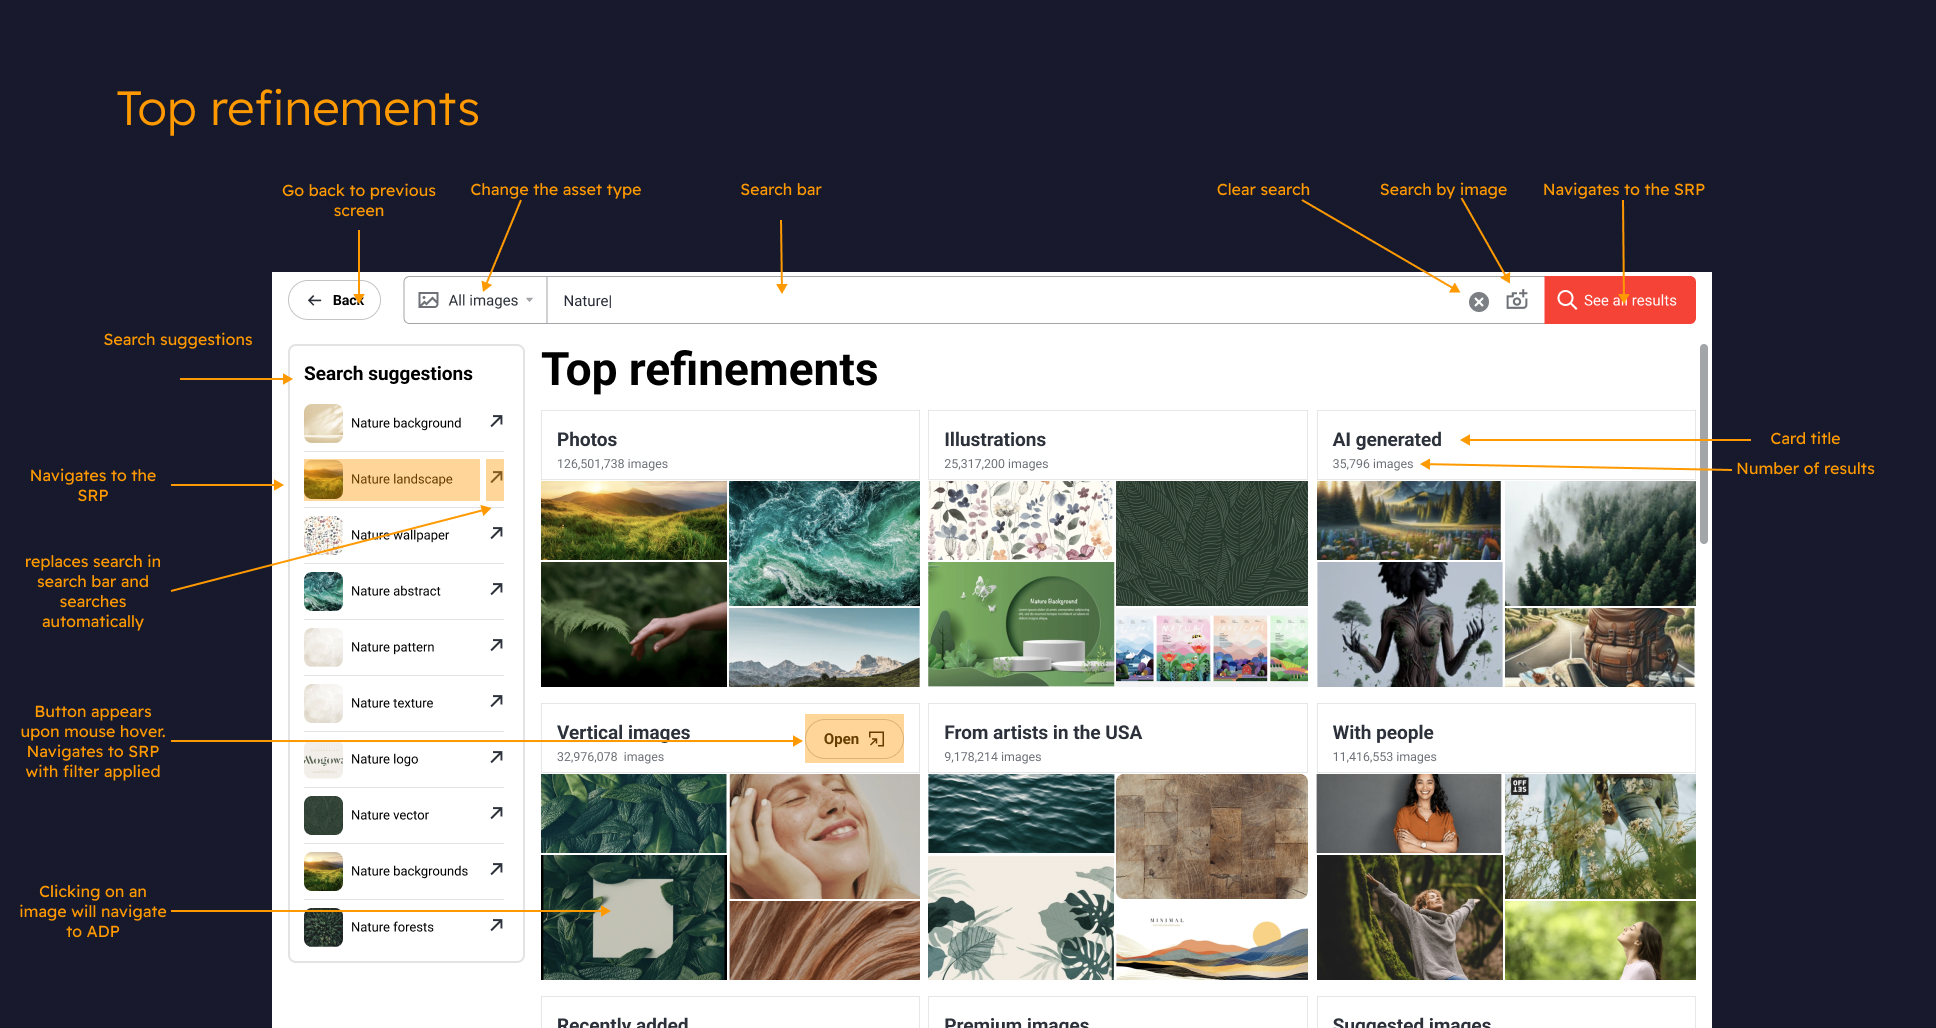 Top refinements
Go back to previous
screen
Change the asset type
Search bar
Clear search
Search by image
Navigates to the SRP
Back
All images
Nature
See all results
Search suggestions
Search suggestions
Nature background
Nature landscape
Nature wallpaper
Nature abstract
Nature pattern
Nature texture
Nature logo
Nature vector
Nature backgrounds
Nature forests
Navigates to the
SRP
replaces search in
search bar and
searches
automatically
Button appears
upon mouse hover.
Navigates to SRP
with filter applied
Clicking on an
image will navigate
to ADP
Top refinements
Photos
126,501,738 images
Illustrations
25,317,200 images
Nature Background
AI generated
35,796 images
Card title
Number of results
Vertical images
32,976,078 images
Open
From artists in the USA
9,178,214 images
MINIMAL
With people
11,416,553 images
OFF
SET
Recently added
Premium images
Suggested images